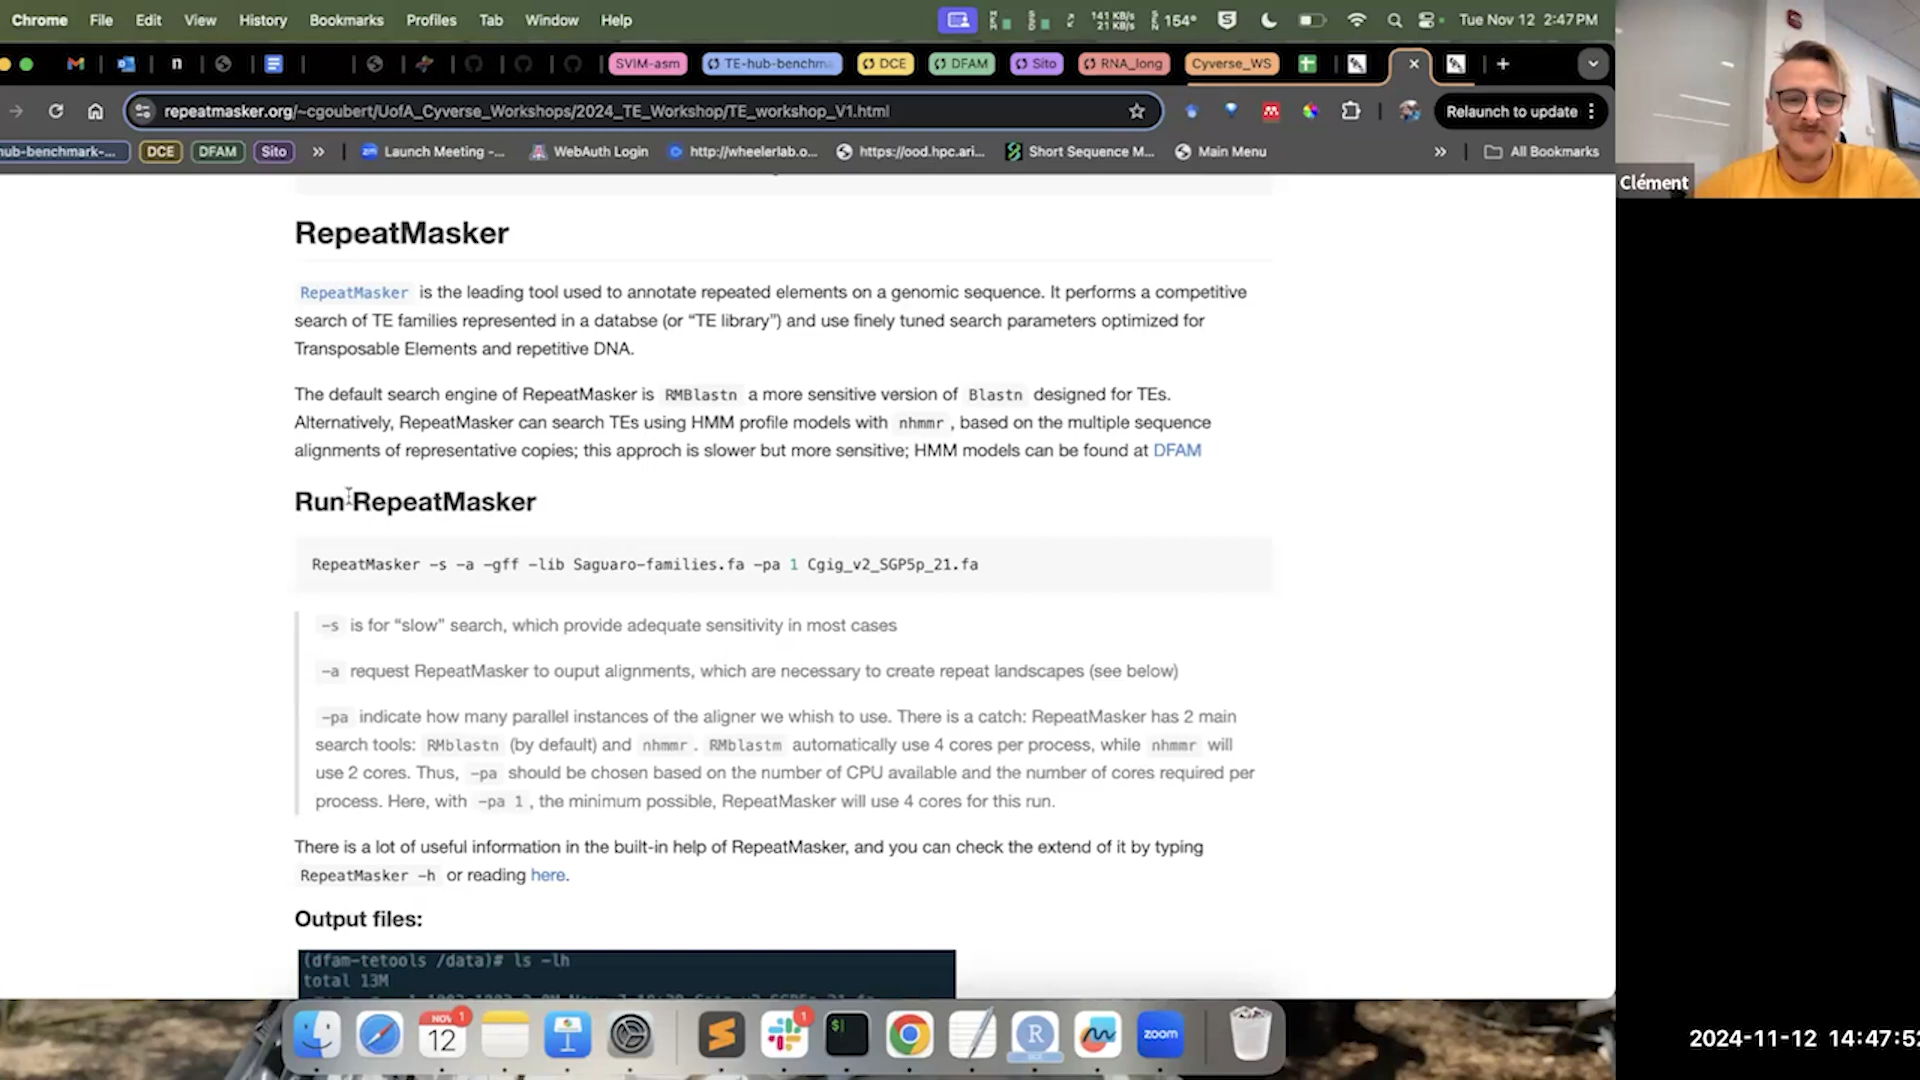 Chrome File Edit View History Bookmarks Profiles Tab Window Help 141 KB/s 21 KB/s 154° Tue Nov 12 2:47 PM
SVIM-asm TE-hub-benchma DCE DFAM Sito RNA_long Cyverse_WS
repeatmasker.org/~cgoubert/UofA_Cyverse_Workshops/2024_TE_Workshop/TE_workshop_V1.html Relaunch to update
hub-benchmark-... DCE DFAM Sito » Launch Meeting -... WebAuth Login http://wheelerlab.o... https://ood.hpc.ari... Short Sequence M... Main Menu » All Bookmarks
Clément
RepeatMasker
RepeatMasker is the leading tool used to annotate repeated elements on a genomic sequence. It performs a competitive
search of TE families represented in a databse (or “TE library”) and use finely tuned search parameters optimized for
Transposable Elements and repetitive DNA.
The default search engine of RepeatMasker is RMBlastn a more sensitive version of Blastn designed for TEs.
Alternatively, RepeatMasker can search TEs using HMM profile models with nhmmr , based on the multiple sequence
alignments of representative copies; this approch is slower but more sensitive; HMM models can be found at DFAM
Run RepeatMasker
RepeatMasker -s -a -gff -lib Saguaro-families.fa -pa 1 Cgig_v2_SGP5p_21.fa
-s is for “slow” search, which provide adequate sensitivity in most cases
-a request RepeatMasker to ouput alignments, which are necessary to create repeat landscapes (see below)
-pa indicate how many parallel instances of the aligner we whish to use. There is a catch: RepeatMasker has 2 main
search tools: RMblastn (by default) and nhmmr . RMblastm automatically use 4 cores per process, while nhmmr will
use 2 cores. Thus, -pa should be chosen based on the number of CPU available and the number of cores required per
process. Here, with -pa 1 , the minimum possible, RepeatMasker will use 4 cores for this run.
There is a lot of useful information in the built-in help of RepeatMasker, and you can check the extend of it by typing
RepeatMasker -h or reading here.
Output files:
(dfam-tetools /data)# ls -lh
total 13M
NOV 12 1 1 zoom
2024-11-12 14:47:52